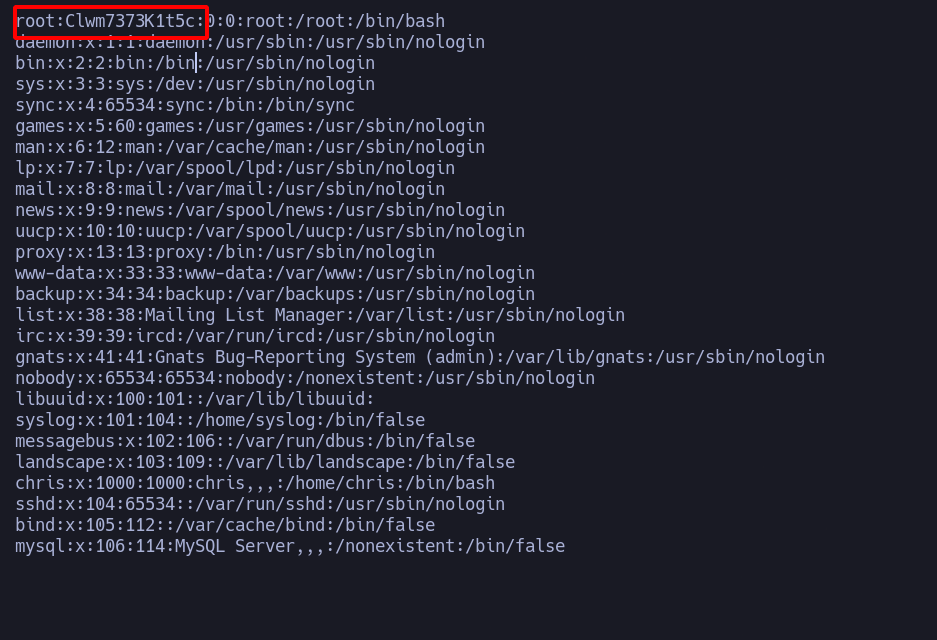 root:Clwm7373K1t5c:0:0:root:/root:/bin/bash
daemon:x:1:1:daemon:/usr/sbin:/usr/sbin/nologin
bin:x:2:2:bin:/bin:/usr/sbin/nologin
sys:x:3:3:sys:/dev:/usr/sbin/nologin
sync:x:4:65534:sync:/bin:/bin/sync
games:x:5:60:games:/usr/games:/usr/sbin/nologin
man:x:6:12:man:/var/cache/man:/usr/sbin/nologin
lp:x:7:7:lp:/var/spool/lpd:/usr/sbin/nologin
mail:x:8:8:mail:/var/mail:/usr/sbin/nologin
news:x:9:9:news:/var/spool/news:/usr/sbin/nologin
uucp:x:10:10:uucp:/var/spool/uucp:/usr/sbin/nologin
proxy:x:13:13:proxy:/bin:/usr/sbin/nologin
www-data:x:33:33:www-data:/var/www:/usr/sbin/nologin
backup:x:34:34:backup:/var/backups:/usr/sbin/nologin
list:x:38:38:Mailing List Manager:/var/list:/usr/sbin/nologin
irc:x:39:39:ircd:/var/run/ircd:/usr/sbin/nologin
gnats:x:41:41:Gnats Bug-Reporting System (admin):/var/lib/gnats:/usr/sbin/nologin
nobody:x:65534:65534:nobody:/nonexistent:/usr/sbin/nologin
libuuid:x:100:101::/var/lib/libuuid:
syslog:x:101:104::/home/syslog:/bin/false
messagebus:x:102:106::/var/run/dbus:/bin/false
landscape:x:103:109::/var/lib/landscape:/bin/false
chris:x:1000:1000:chris,,,:/home/chris:/bin/bash
sshd:x:104:65534::/var/run/sshd:/usr/sbin/nologin
bind:x:105:112::/var/cache/bind:/bin/false
mysql:x:106:114:MySQL Server,,,:/nonexistent:/bin/false